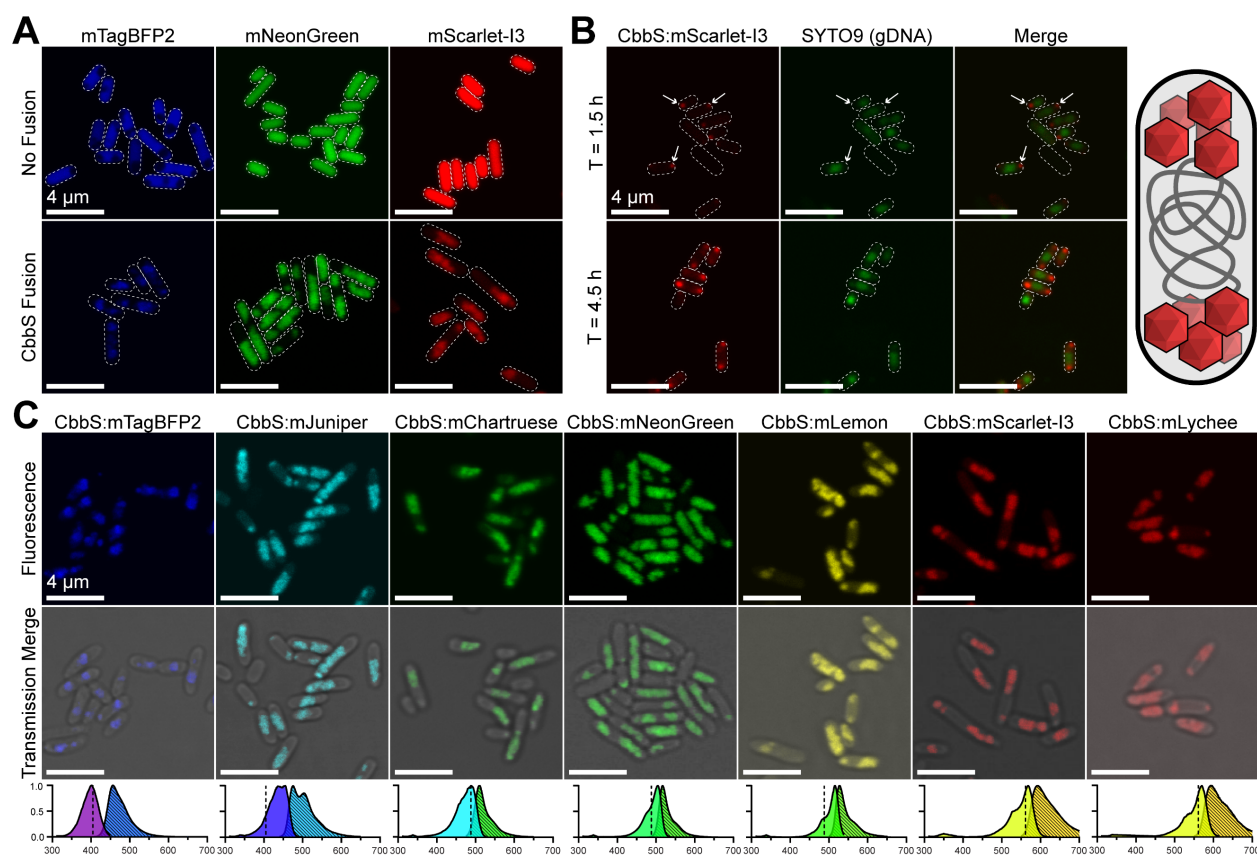 A
mTagBFP2 mNeonGreen mScarlet-I3
No Fusion
4 μm
CbbS Fusion
B
CbbS:mScarlet-I3 SYTO9 (gDNA) Merge
T = 1.5 h
4 μm
T = 4.5 h
C
CbbS:mTagBFP2 CbbS:mJuniper CbbS:mChartruese CbbS:mNeonGreen CbbS:mLemon CbbS:mScarlet-I3 CbbS:mLychee
Fluorescence
4 μm
Transmission Merge
1.0
0.5
0.0
300 400 500 600 700 300 400 500 600 700 300 400 500 600 700 300 400 500 600 700 300 400 500 600 700 300 400 500 600 700 300 400 500 600 700